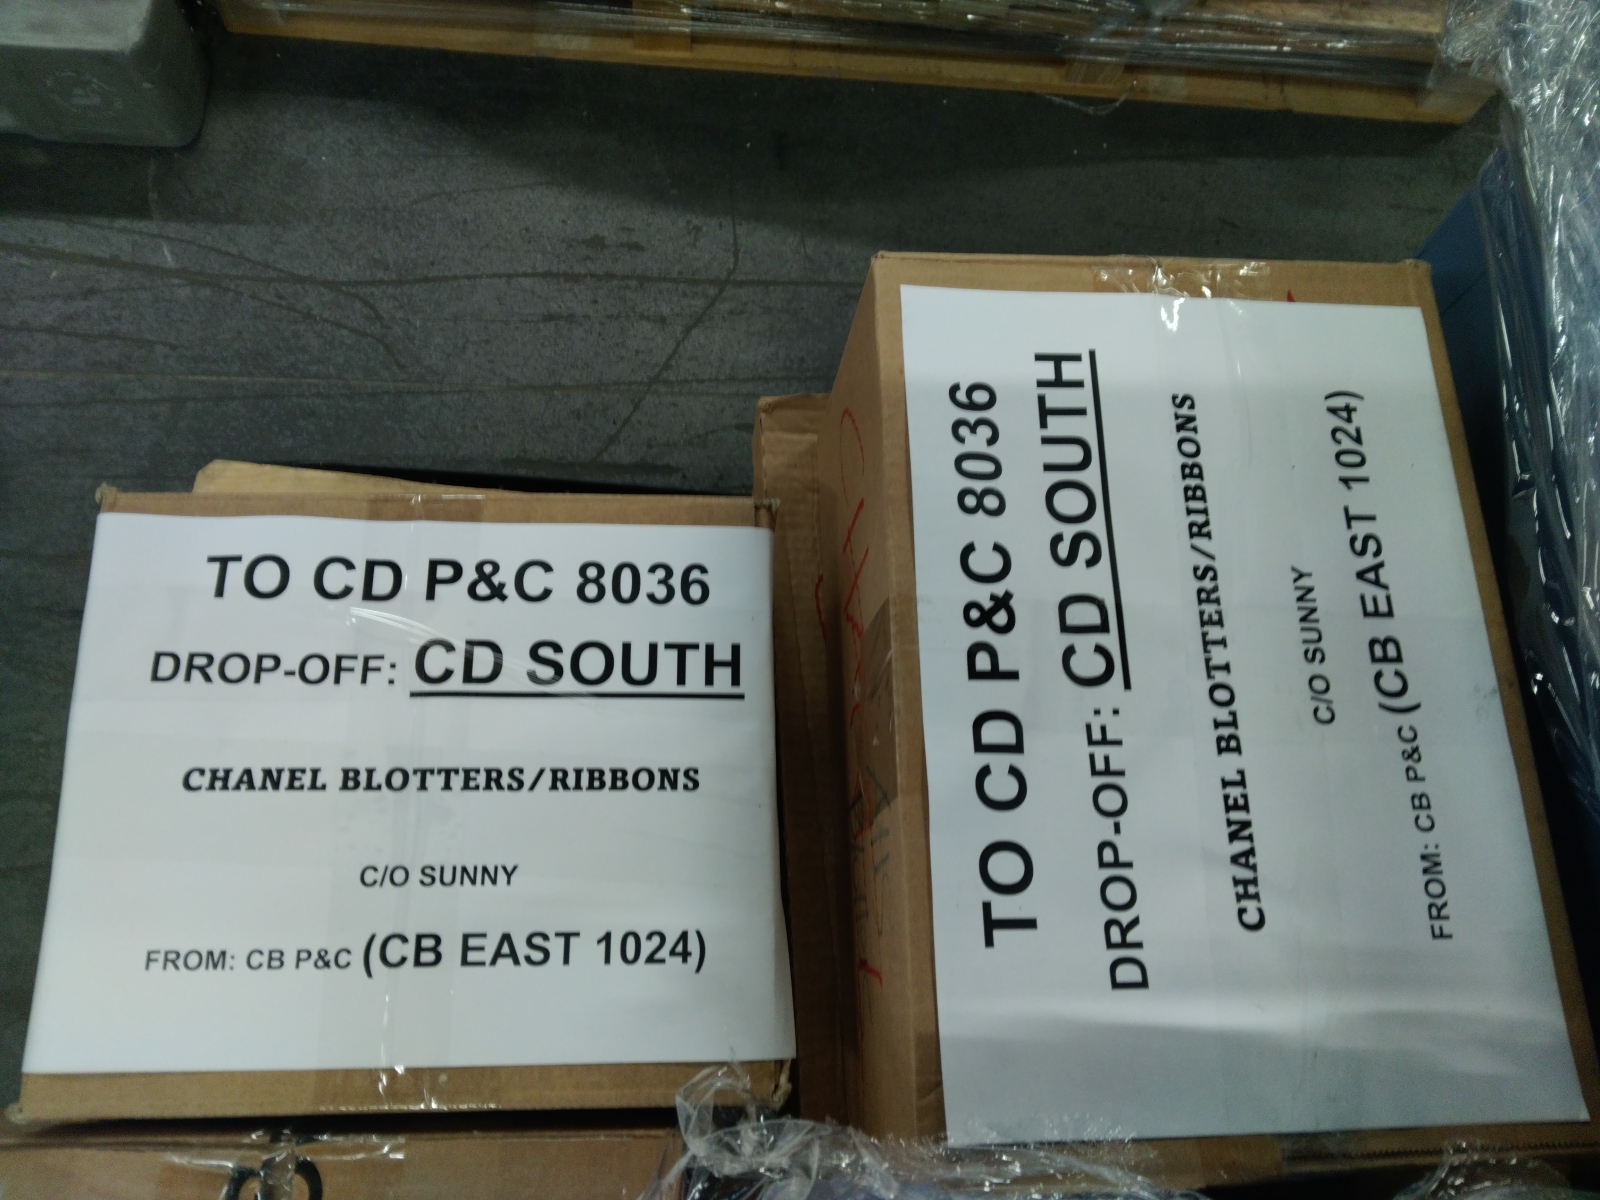 TO CD P&C 8036
DROP-OFF: CD SOUTH
CHANEL BLOTTERS/RIBBONS
C/O SUNNY
FROM: CB P&C (CB EAST 1024)
TO CD P&C 8036
DROP-OFF: CD SOUTH
CHANEL BLOTTERS/RIBBONS
C/O SUNNY
FROM: CB P&C (CB EAST 1024)